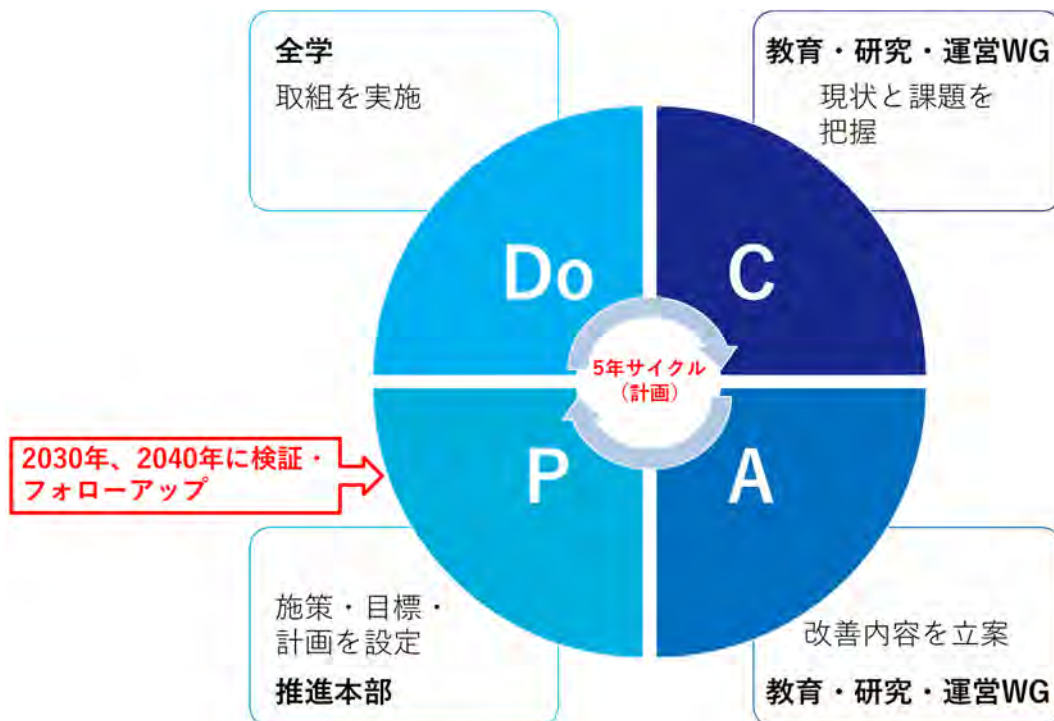 全学
取組を実施
教育・研究・運営WG
現状と課題を
把握
Do
C
5年サイクル
（計画）
2030年、2040年に検証・
フォローアップ
P
A
施策・目標・
計画を設定
推進本部
改善内容を立案
教育・研究・運営WG